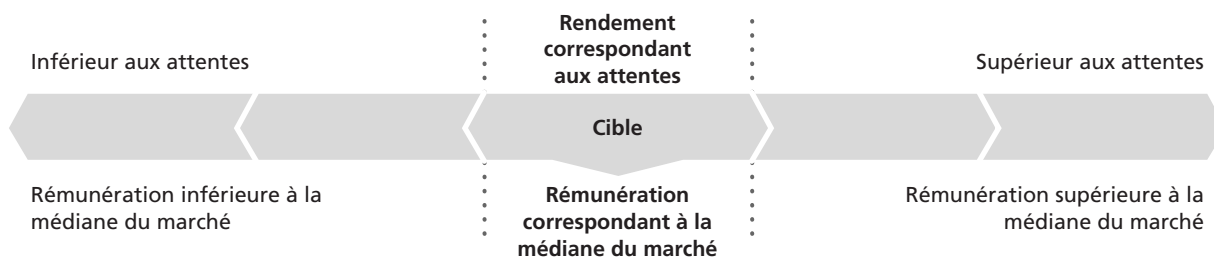 Rendement
correspondant
aux attentes
Inférieur aux attentes
Supérieur aux attentes
Cible
Rémunération inférieure à la
médiane du marché
Rémunération
correspondant à la
médiane du marché
Rémunération supérieure à la
médiane du marché